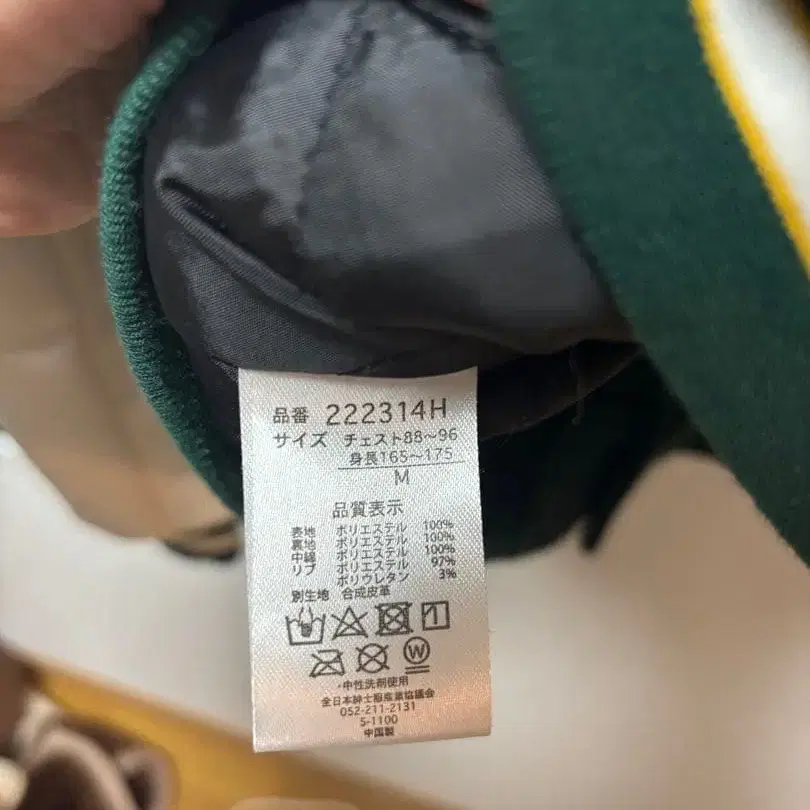 品番 222314H
サイズ チェスト88～96
身長165～175
M
品質表示
表地 ポリエステル 100%
裏地 ポリエステル 100%
中綿 ポリエステル 100%
リブ ポリエステル 97%
ポリウレタン 3%
別生地 合成皮革
W
・中性洗剤使用
全日本紳士服産業協議会
052-211-2131
S-1100
中国製